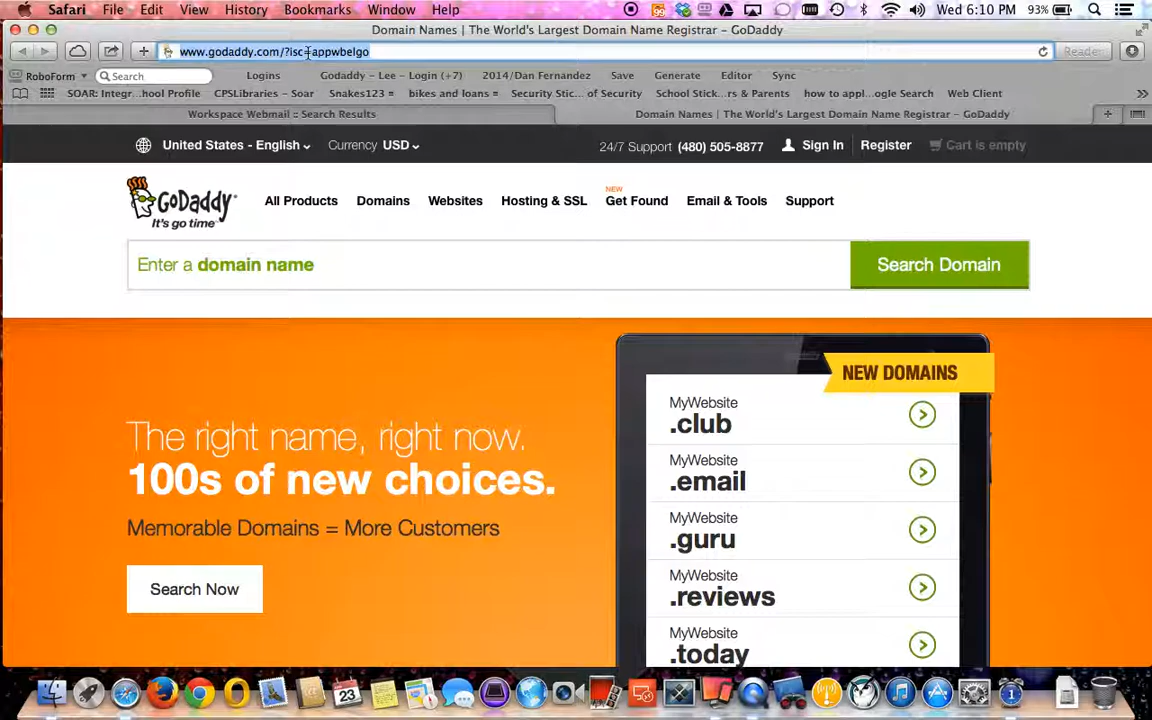 Safari File Edit View History Bookmarks Window Help 99 Wed 6:10 PM 93%
Domain Names | The World's Largest Domain Name Registrar – GoDaddy
www.godaddy.com/?isc=appwbelgo Reader
RoboForm Search Logins Godaddy – Lee – Login (+7) 2014/Dan Fernandez Save Generate Editor Sync
SOAR: Integr...hool Profile CPSLibraries – Soar Snakes123 ≡ bikes and loans ≡ Security Stic... of Security School Stick...rs & Parents how to appl...ogle Search Web Client
Workspace Webmail :: Search Results Domain Names | The World's Largest Domain Name Registrar – GoDaddy
United States - English Currency USD 24/7 Support (480) 505-8877 Sign In Register Cart is empty
NEW
GoDaddy All Products Domains Websites Hosting & SSL Get Found Email & Tools Support
It's go time
Enter a domain name Search Domain
NEW DOMAINS
MyWebsite
.club
The right name, right now.
100s of new choices.
Memorable Domains = More Customers
Search Now
MyWebsite
.email
MyWebsite
.guru
MyWebsite
.reviews
MyWebsite
.today
23
1